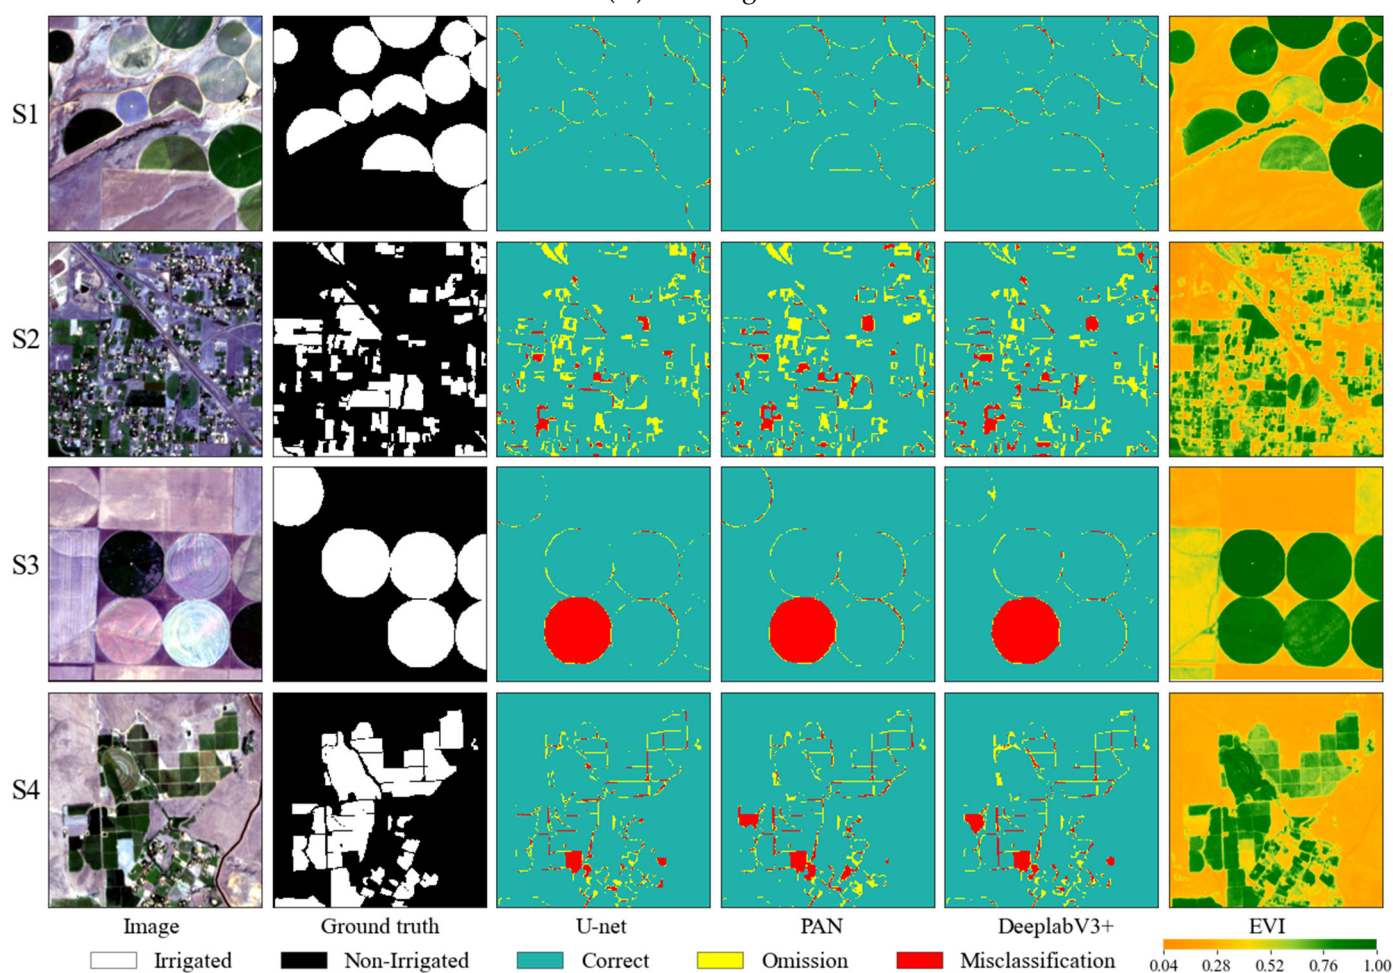 S1
S2
S3
S4
Image Ground truth U-net PAN DeeplabV3+ EVI
Irrigated Non-Irrigated Correct Omission Misclassification
0.04 0.28 0.52 0.76 1.00